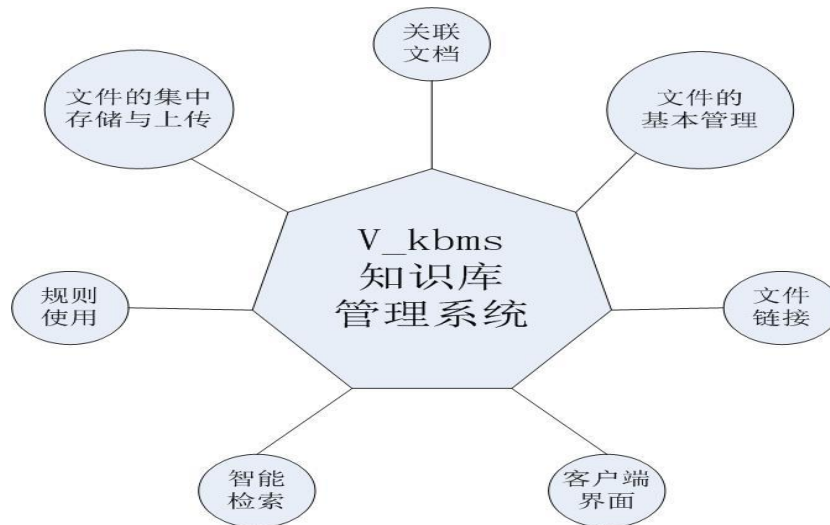 关联
文档
文件的集中
存储与上传
文件的
基本管理
V_kbms
知识库
管理系统
规则
使用
文件
链接
智能
检索
客户端
界面